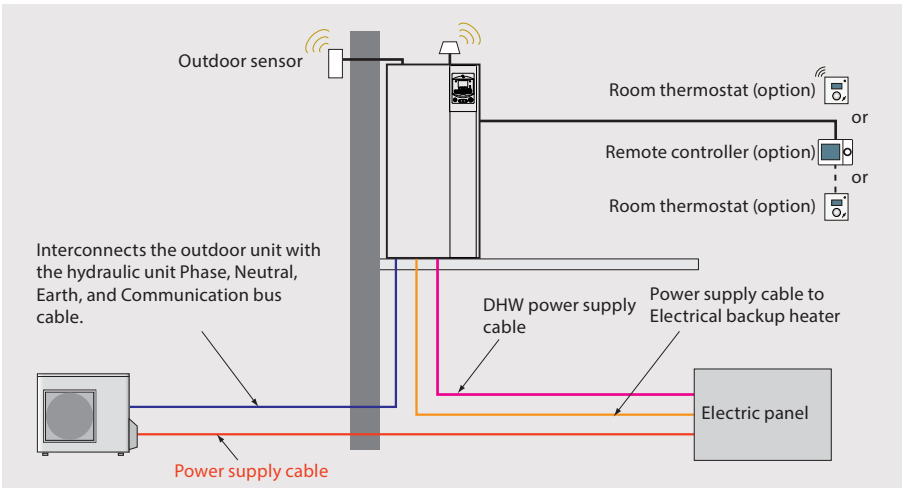 Outdoor sensor
Room thermostat (option)
or
Remote controller (option)
or
Room thermostat (option)
Interconnects the outdoor unit with
the hydraulic unit Phase, Neutral,
Earth, and Communication bus
cable.
DHW power supply
cable
Power supply cable to
Electrical backup heater
Electric panel
Power supply cable